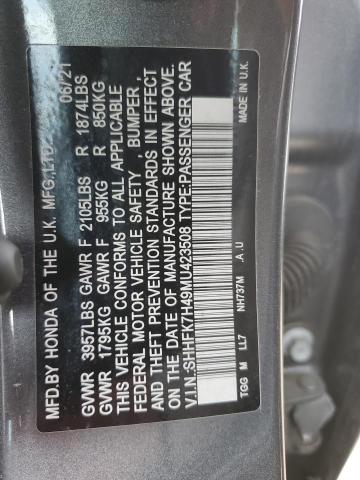 MFD.BY HONDA OF THE U.K. MFG.,LTD. 06/21
GVWR 3957LBS GAWR F 2105LBS R 1874LBS
GVWR 1795KG GAWR F 955KG R 850KG
THIS VEHICLE CONFORMS TO ALL APPLICABLE
FEDERAL MOTOR VEHICLE SAFETY , BUMPER ,
AND THEFT PREVENTION STANDARDS IN EFFECT
ON THE DATE OF MANUFACTURE SHOWN ABOVE.
V.I.N.:SHHFK7H49MU423508 TYPE:PASSENGER CAR
NH737M A.U MADE IN U.K.
TGG M LL7